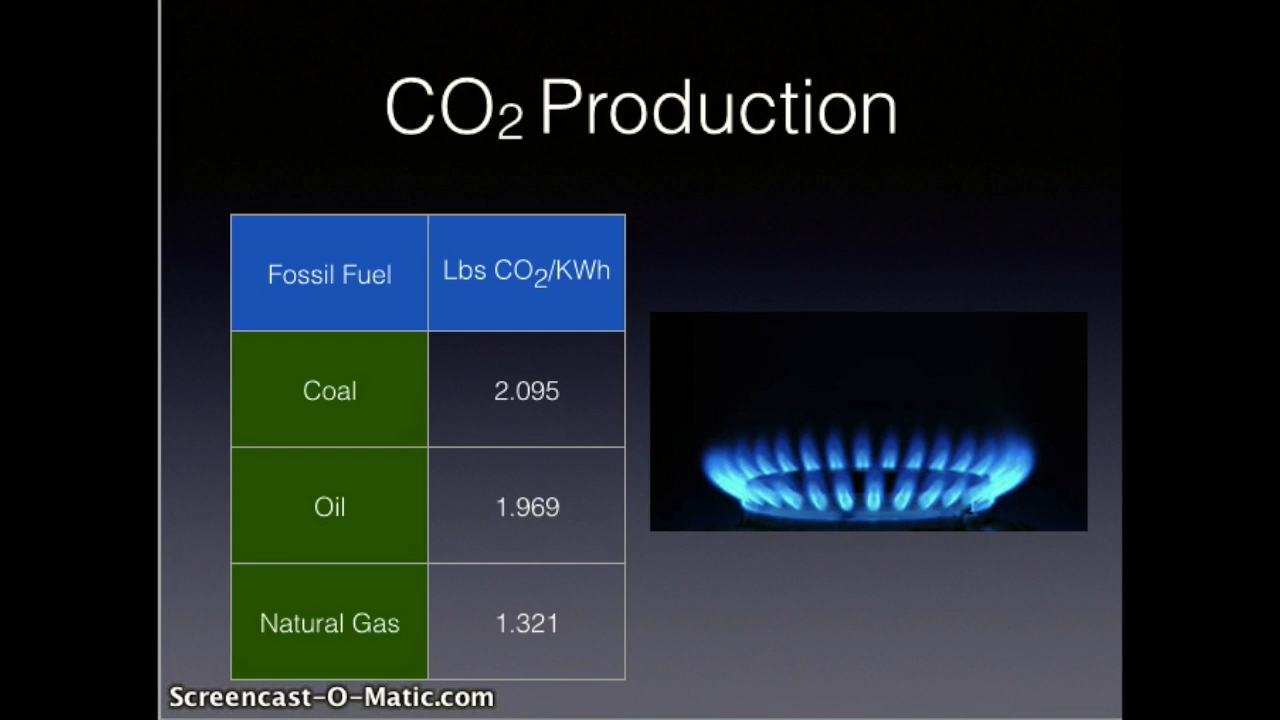 CO₂ Production
Fossil Fuel
Lbs CO₂/KWh
Coal
2.095
Oil
1.969
Natural Gas
1.321
Screencast-O-Matic.com